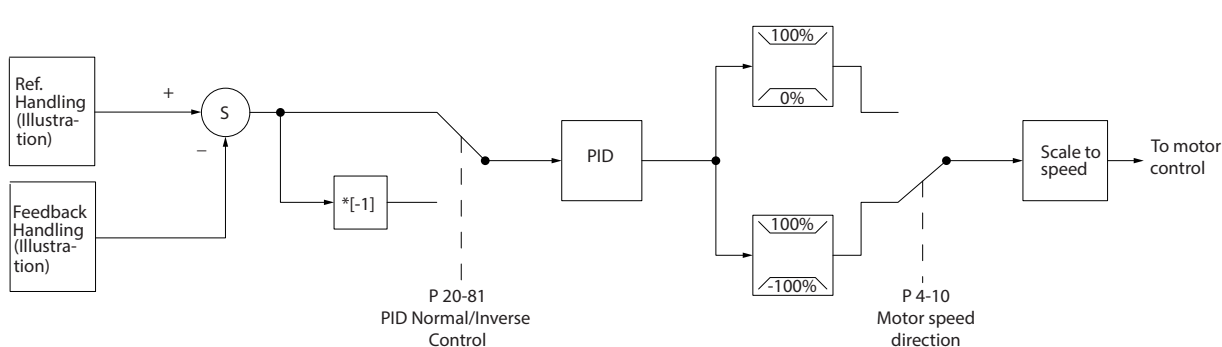 Ref.
Handling
(Illustra-
tion)
+
S
–
Feedback
Handling
(Illustra-
tion)
*[-1]
P 20-81
PID Normal/Inverse
Control
PID
100%
0%
100%
-100%
P 4-10
Motor speed
direction
Scale to
speed
To motor
control